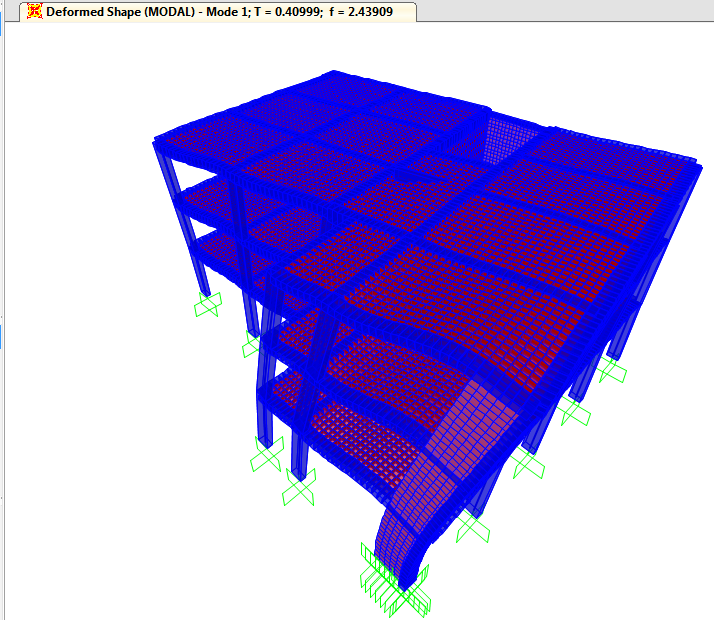 Deformed Shape (MODAL) - Mode 1; T = 0.40999;  f = 2.43909